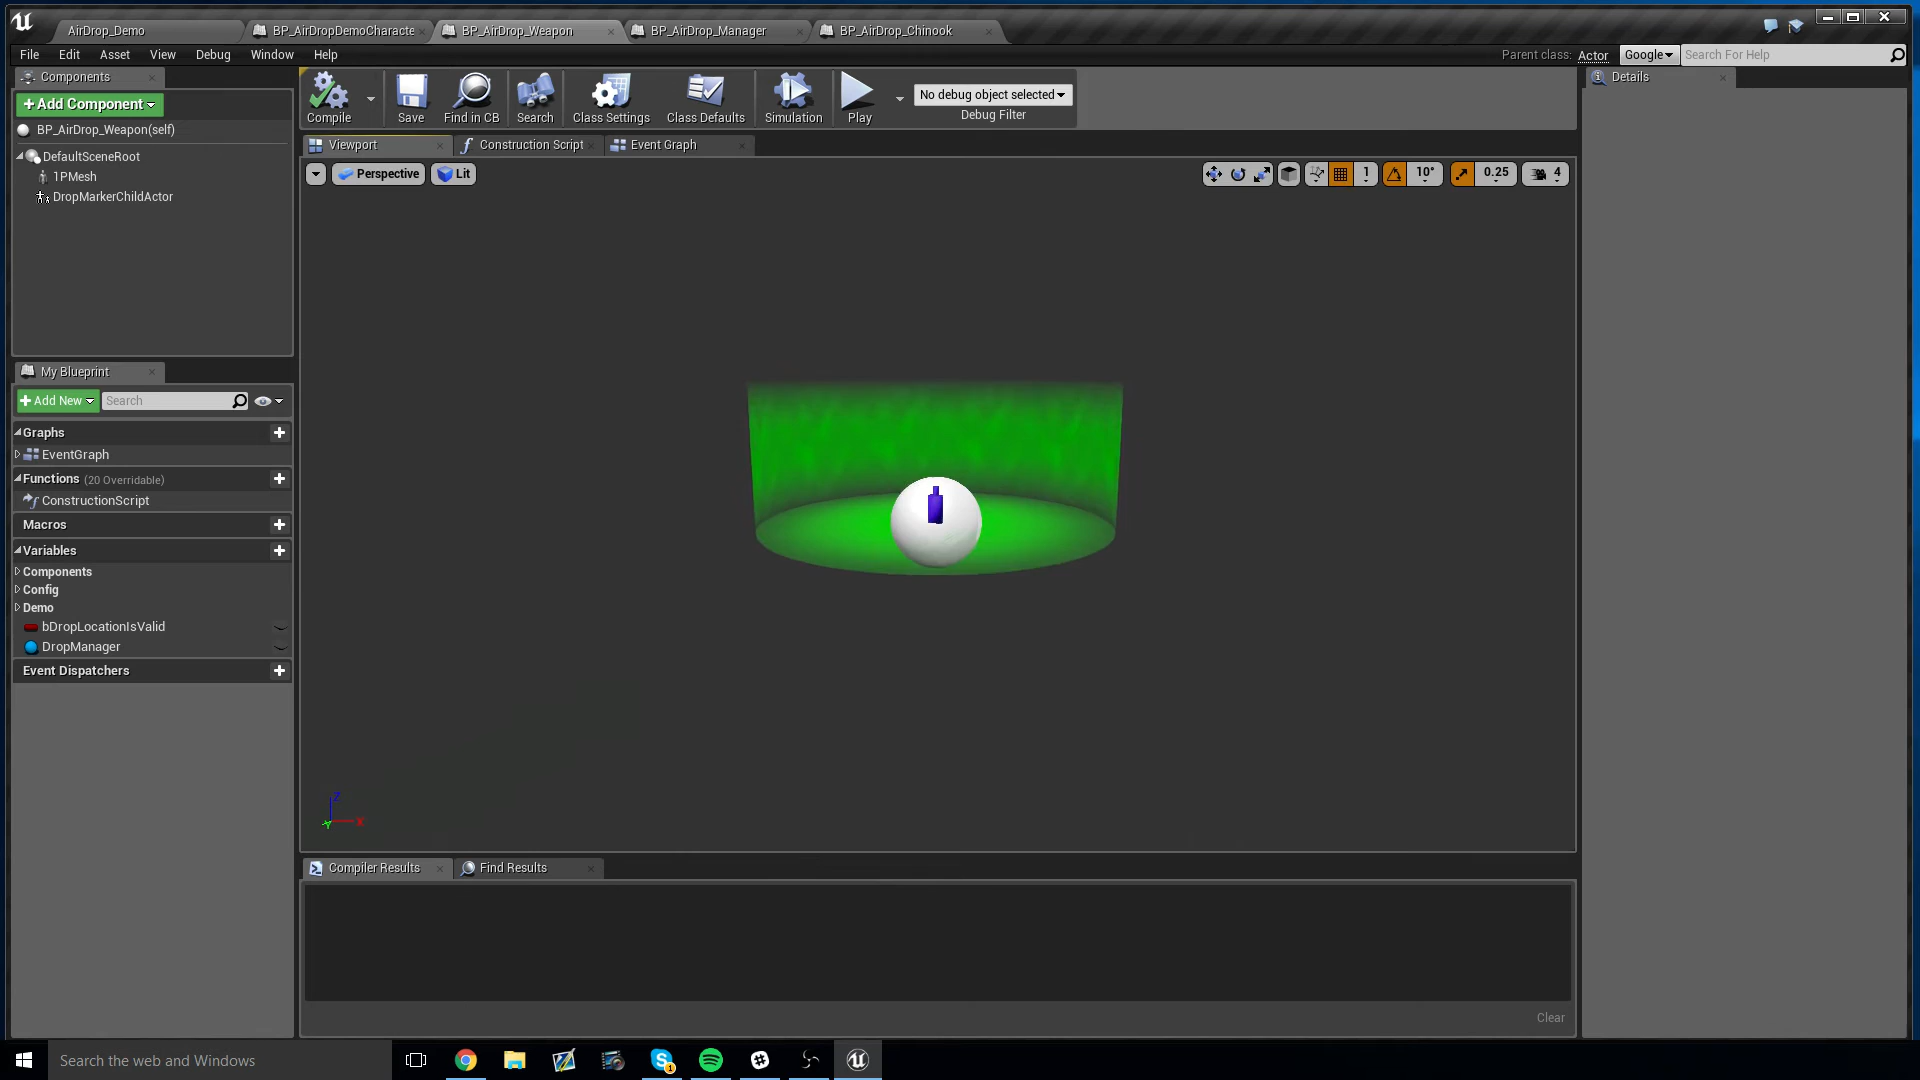 AirDrop_Demo
BP_AirDropDemoCharacte
BP_AirDrop_Weapon
BP_AirDrop_Manager
BP_AirDrop_Chinook
File Edit Asset View Debug Window Help
Parent class: Actor Google Search For Help
Components
Details
+Add Component
Compile
Save
Find in CB
Search
Class Settings
Class Defaults
Simulation
Play
No debug object selected
Debug Filter
BP_AirDrop_Weapon(self)
DefaultSceneRoot
1PMesh
DropMarkerChildActor
Viewport
Construction Script
Event Graph
Perspective
Lit
1
10°
0.25
4
My Blueprint
+Add New
Search
Graphs
EventGraph
Functions (20 Overridable)
ConstructionScript
Macros
Variables
Components
Config
Demo
bDropLocationIsValid
DropManager
Event Dispatchers
Z
X
Y
Compiler Results
Find Results
Clear
Search the web and Windows
1